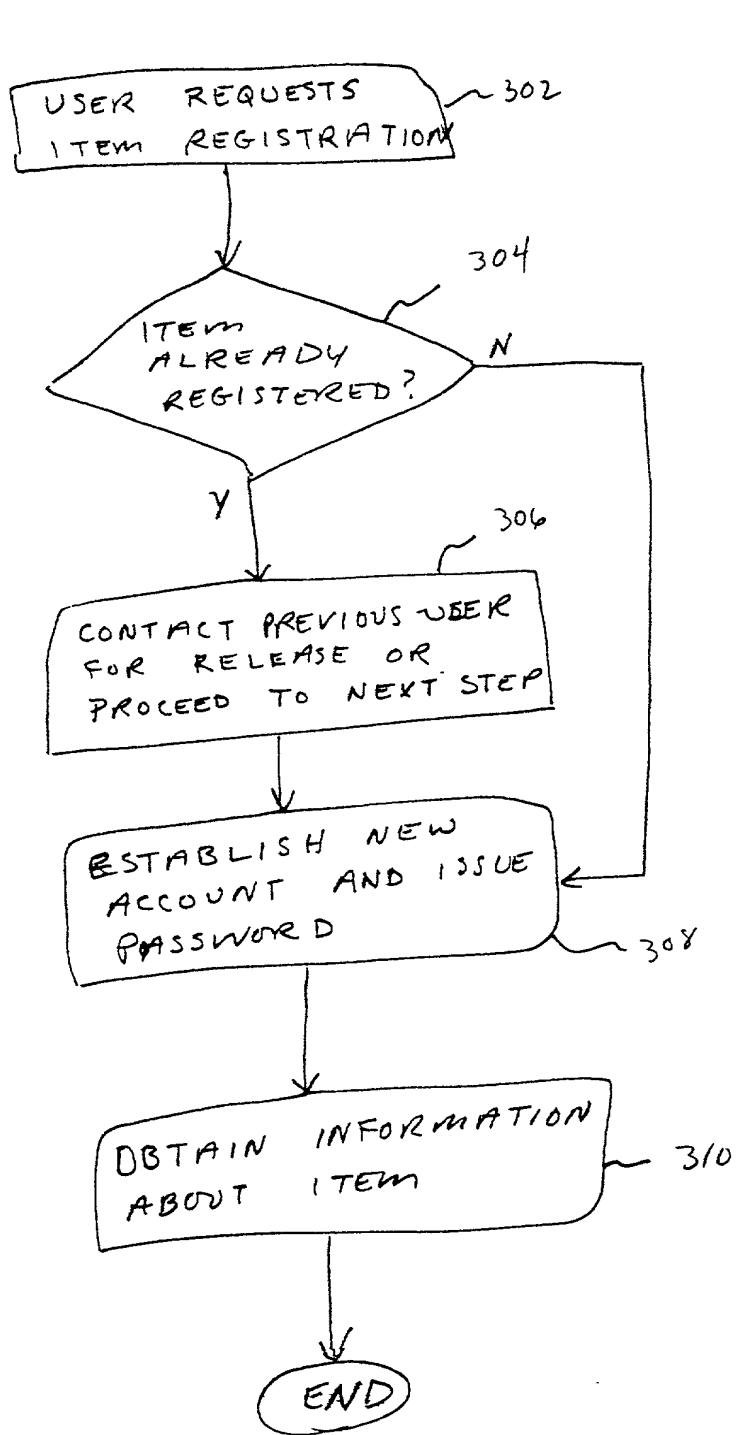 USER REQUESTS
302
ITEM REGISTRIATION
304
ITEM
ALREADY
REGISTERED?
N
Y
306
CONTACT PREVIOUS USER
FOR RELEASE OR
PROCEED TO NEXT STEP
ESTABLISH NEW
ACCOUNT AND ISSUE
PASSWORD
308
OBTAIN INFORMATION
310
ABOUT ITEM
END